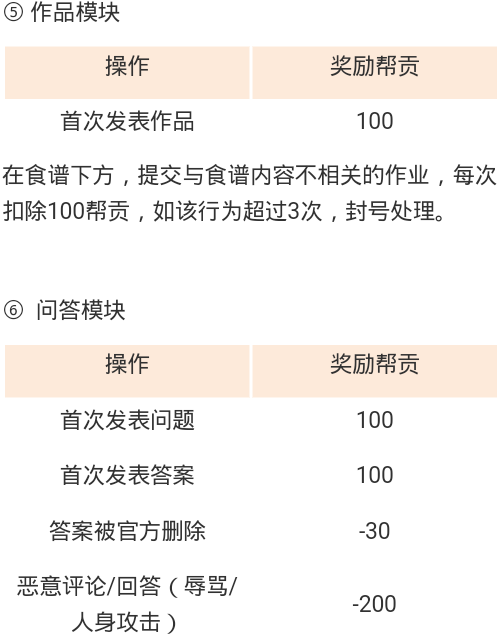 ⑤ 作品模块
操作 奖励帮贡
首次发表作品 100
在食谱下方，提交与食谱内容不相关的作业，每次
扣除100帮贡，如该行为超过3次，封号处理。
⑥ 问答模块
操作 奖励帮贡
首次发表问题 100
首次发表答案 100
答案被官方删除 -30
恶意评论/回答（辱骂/
人身攻击） -200